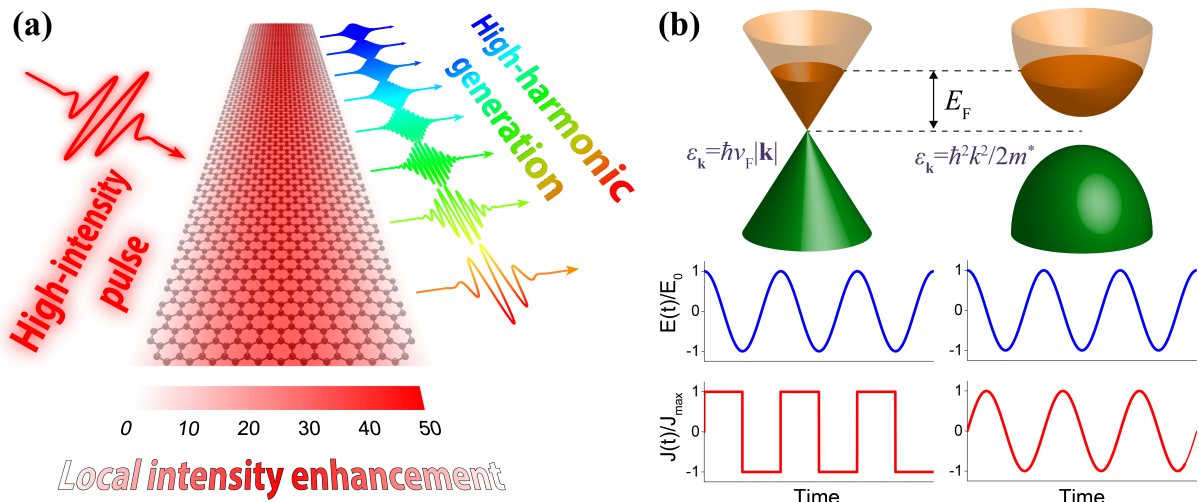 (a)
High-intensity
pulse
High-harmonic
generation
0 10 20 30 40 50
Local intensity enhancement
(b)
E_F
ε_k=ħv_F|k|
ε_k=ħ²k²/2m*
E(t)/E_0
1
0
-1
1
0
-1
J(t)/J_max
1
0
-1
1
0
-1
Time
Time